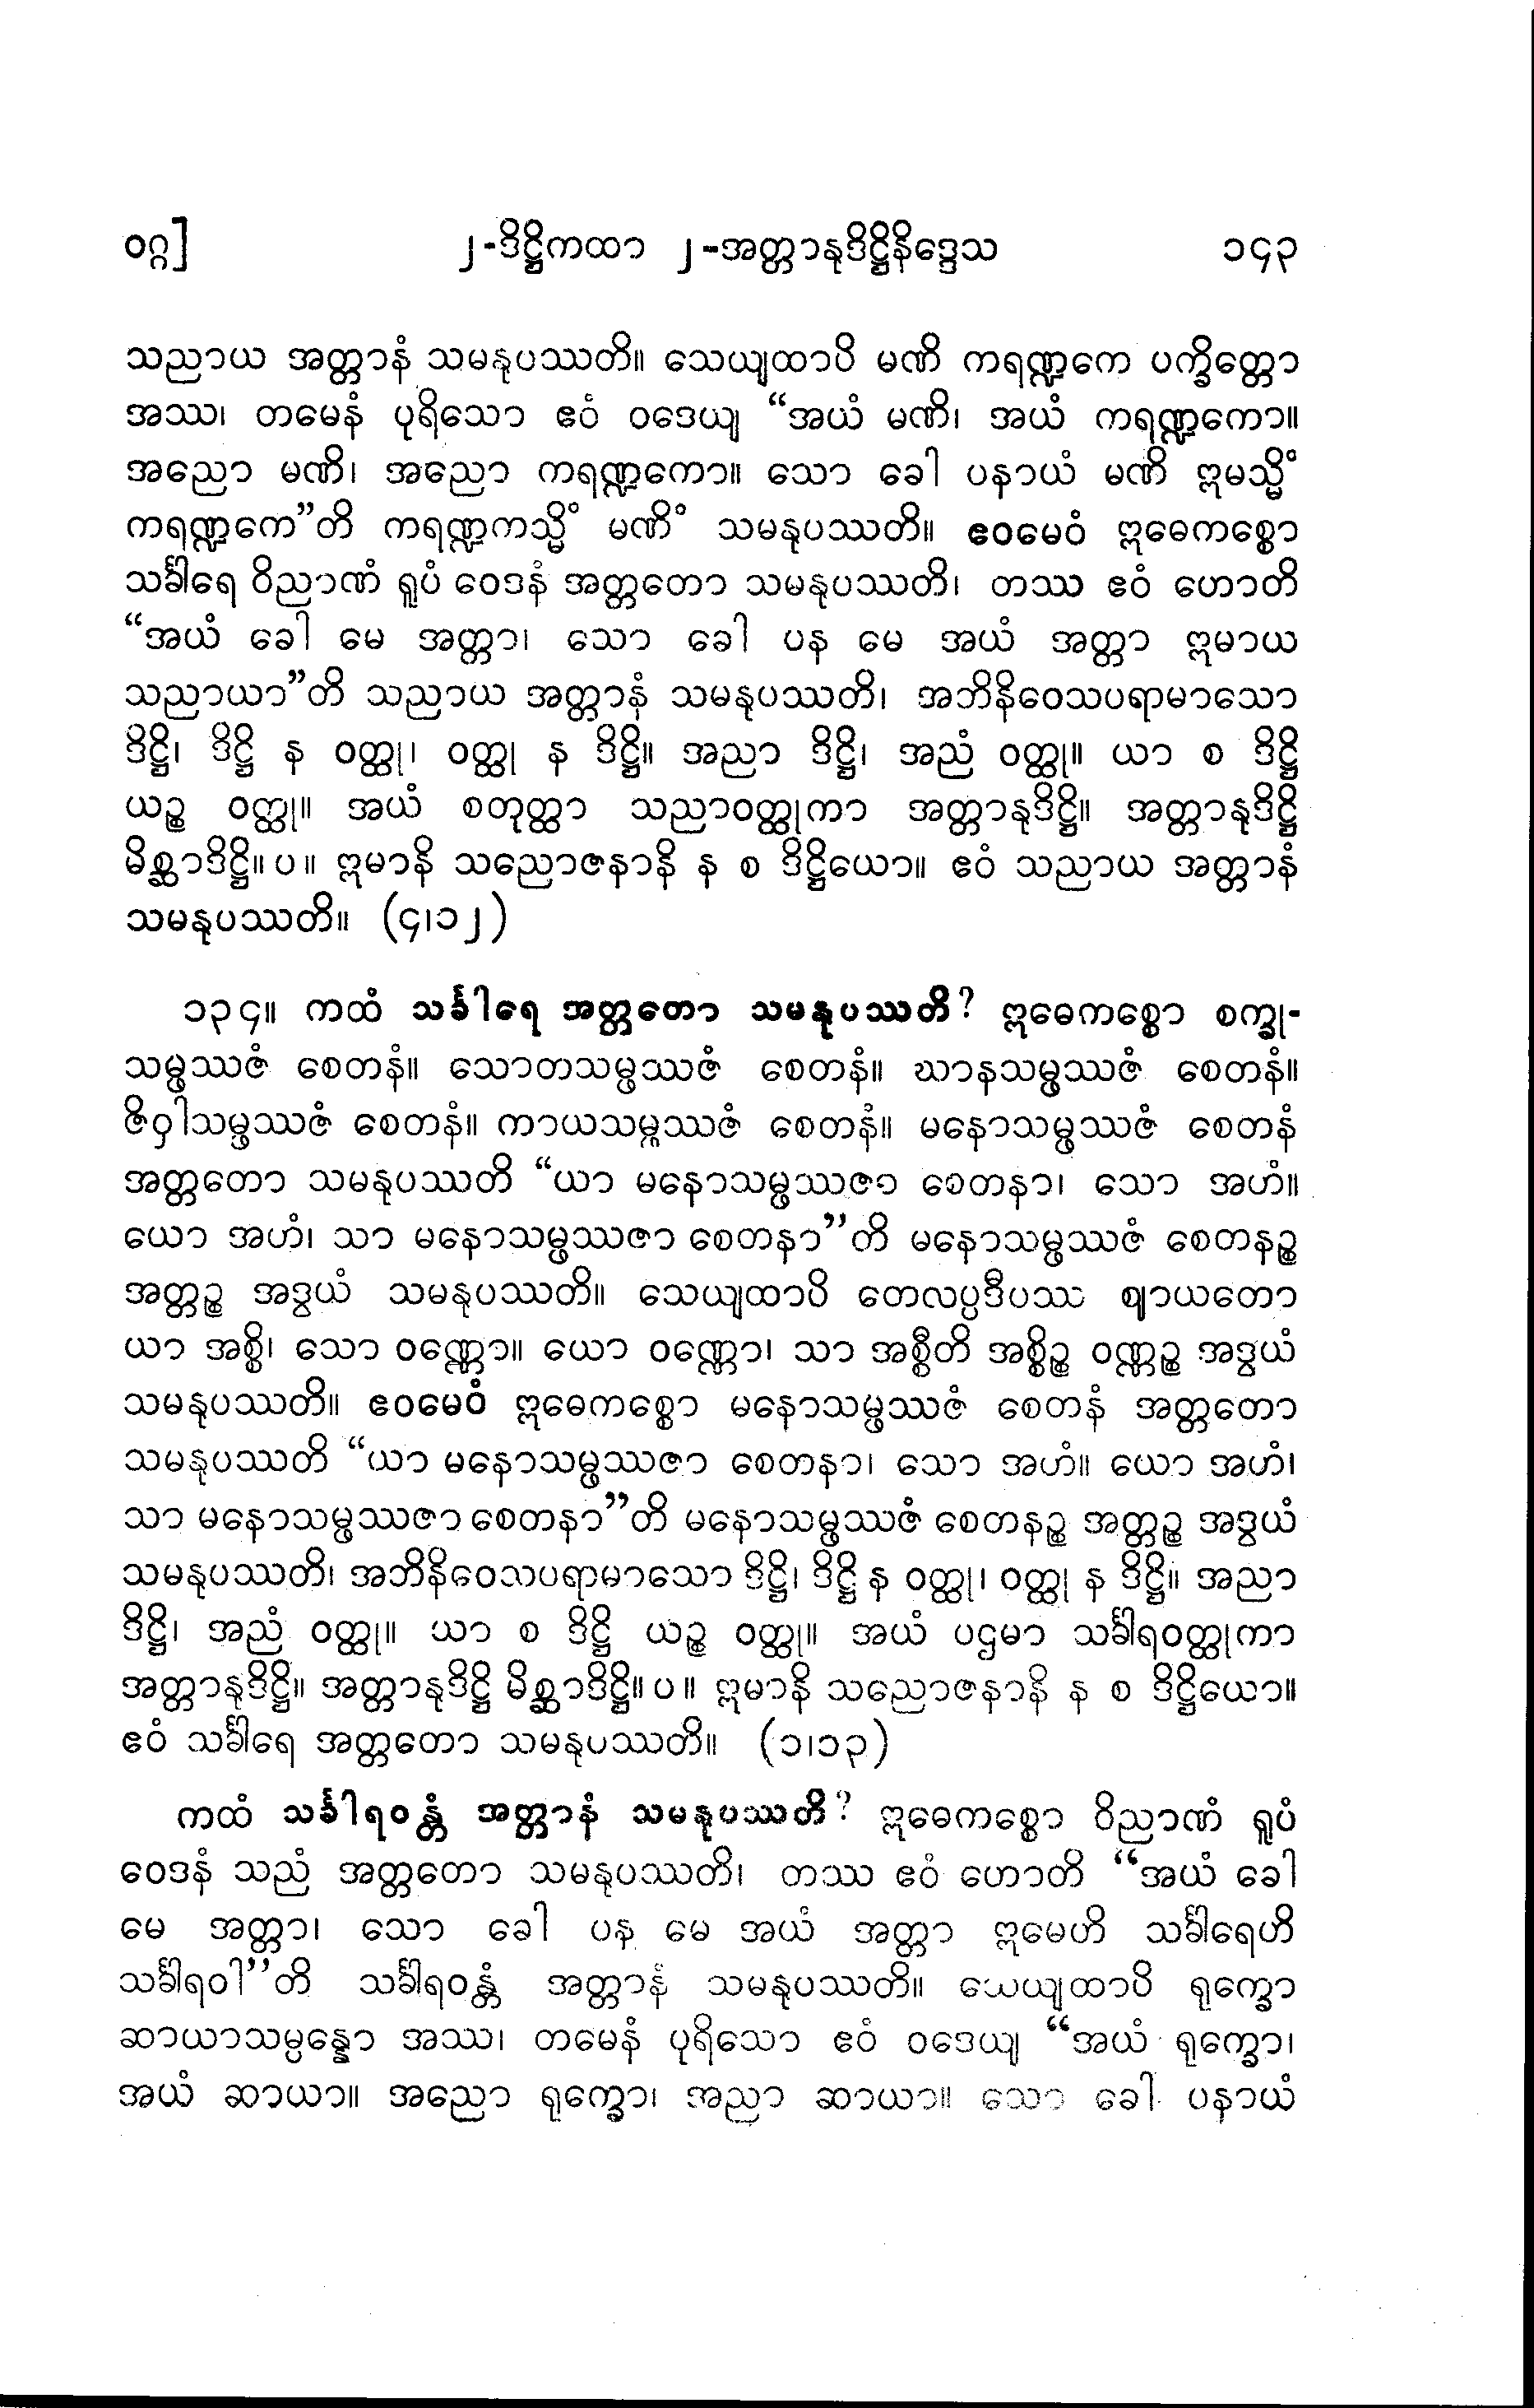 ဝဂ္ဂ] ၂-ဒိဋ္ဌိကထာ ၂-အတ္တာနုဒိဋ္ဌိနိဒ္ဒေသ ၁၄၃
သညာယ အတ္တာနံ သမနုပဿတိ။ သေယျထာပိ မဏိ ကရဏ္ဍကေ ပက္ခိတ္တော
အဿ၊ တမေနံ ပုရိသော ဧဝံ ဝဒေယျ “အယံ မဏိ၊ အယံ ကရဏ္ဍကော။
အညော မဏိ၊ အညော ကရဏ္ဍကော။ သော ခေါ ပနာယံ မဏိ ဣမသ္မိံ
ကရဏ္ဍကေ”တိ ကရဏ္ဍကသ္မိံ မဏိံ သမနုပဿတိ။ ဧဝမေဝံ ဣဓေကစ္စော
သင်္ခါရေ ဝိညာဏံ ရူပံ ဝေဒနံ အတ္တတော သမနုပဿတိ၊ တဿ ဧဝံ ဟောတိ
“အယံ ခေါ မေ အတ္တာ၊ သော ခေါ ပန မေ အယံ အတ္တာ ဣမာယ
သညာယာ”တိ သညာယ အတ္တာနံ သမနုပဿတိ၊ အဘိနိဝေသပရာမာသော
ဒိဋ္ဌိ၊ ဒိဋ္ဌိ န ဝတ္ထု၊ ဝတ္ထု န ဒိဋ္ဌိ။ အညာ ဒိဋ္ဌိ၊ အညံ ဝတ္ထု။ ယာ စ ဒိဋ္ဌိ
ယဉ္စ ဝတ္ထု။ အယံ စတုတ္ထာ သညာဝတ္ထုကာ အတ္တာနုဒိဋ္ဌိ။ အတ္တာနုဒိဋ္ဌိ
မိစ္ဆာဒိဋ္ဌိ။ ပ ။ ဣမာနိ သညောဇနာနိ န စ ဒိဋ္ဌိယော။ ဧဝံ သညာယ အတ္တာနံ
သမနုပဿတိ။ (၄၊၁၂)
၁၃၄။ ကထံ သင်္ခါရေ အတ္တတော သမနုပဿတိ? ဣဓေကစ္စော စက္ခု-
သမ္ဖဿဇံ စေတနံ။ သောတသမ္ဖဿဇံ စေတနံ။ ဃာနသမ္ဖဿဇံ စေတနံ။
ဇိဝှါသမ္ဖဿဇံ စေတနံ။ ကာယသမ္ဖဿဇံ စေတနံ။ မနောသမ္ဖဿဇံ စေတနံ
အတ္တတော သမနုပဿတိ “ယာ မနောသမ္ဖဿဇာ စေတနာ၊ သော အဟံ။
ယော အဟံ၊ သာ မနောသမ္ဖဿဇာ စေတနာ”တိ မနောသမ္ဖဿဇံ စေတနဉ္စ
အတ္တဉ္စ အဒွယံ သမနုပဿတိ။ သေယျထာပိ တေလပ္ပဒီပဿ ဈာယတော
ယာ အစ္စိ၊ သော ဝဏ္ဏော။ ယော ဝဏ္ဏော၊ သာ အစ္စီတိ အစ္စိဉ္စ ဝဏ္ဏဉ္စ အဒွယံ
သမနုပဿတိ။ ဧဝမေဝံ ဣဓေကစ္စော မနောသမ္ဖဿဇံ စေတနံ အတ္တတော
သမနုပဿတိ “ယာ မနောသမ္ဖဿဇာ စေတနာ၊ သော အဟံ။ ယော အဟံ၊
သာ မနောသမ္ဖဿဇာ စေတနာ”တိ မနောသမ္ဖဿဇံ စေတနဉ္စ အတ္တဉ္စ အဒွယံ
သမနုပဿတိ၊ အဘိနိဝေသပရာမာသော ဒိဋ္ဌိ၊ ဒိဋ္ဌိ န ဝတ္ထု၊ ဝတ္ထု န ဒိဋ္ဌိ။ အညာ
ဒိဋ္ဌိ၊ အညံ ဝတ္ထု။ ယာ စ ဒိဋ္ဌိ ယဉ္စ ဝတ္ထု။ အယံ ပဌမာ သင်္ခါရဝတ္ထုကာ
အတ္တာနုဒိဋ္ဌိ။ အတ္တာနုဒိဋ္ဌိ မိစ္ဆာဒိဋ္ဌိ။ ပ ။ ဣမာနိ သညောဇနာနိ န စ ဒိဋ္ဌိယော။
ဧဝံ သင်္ခါရေ အတ္တတော သမနုပဿတိ။ (၁၊၁၃)
ကထံ သင်္ခါရဝန္တံ အတ္တာနံ သမနုပဿတိ? ဣဓေကစ္စော ဝိညာဏံ ရူပံ
ဝေဒနံ သညံ အတ္တတော သမနုပဿတိ၊ တဿ ဧဝံ ဟောတိ “အယံ ခေါ
မေ အတ္တာ၊ သော ခေါ ပန မေ အယံ အတ္တာ ဣမေဟိ သင်္ခါရေဟိ
သင်္ခါရဝါ”တိ သင်္ခါရဝန္တံ အတ္တာနံ သမနုပဿတိ။ သေယျထာပိ ရုက္ခော
ဆာယာသမ္ပန္နော အဿ၊ တမေနံ ပုရိသော ဧဝံ ဝဒေယျ “အယံ ရုက္ခော၊
အယံ ဆာယာ။ အညော ရုက္ခော၊ အညာ ဆာယာ။ သော ခေါ ပနာယံ